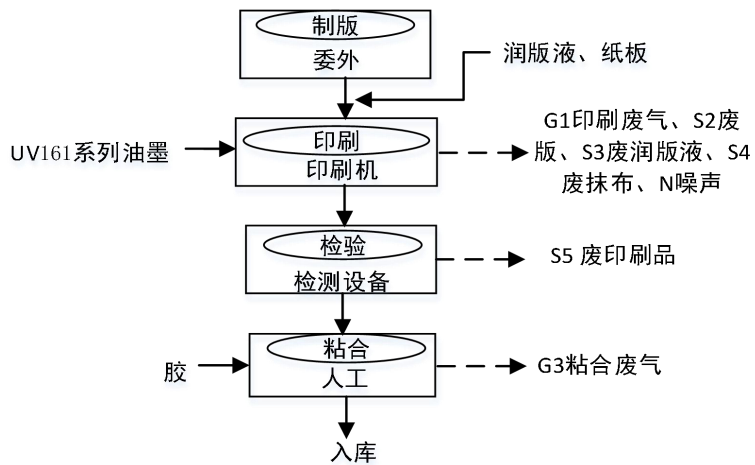 制版
委外
润版液、纸板
UV161系列油墨
印刷
印刷机
G1印刷废气、S2废
版、S3废润版液、S4
废抹布、N噪声
检验
检测设备
S5 废印刷品
胶
粘合
人工
G3粘合废气
入库